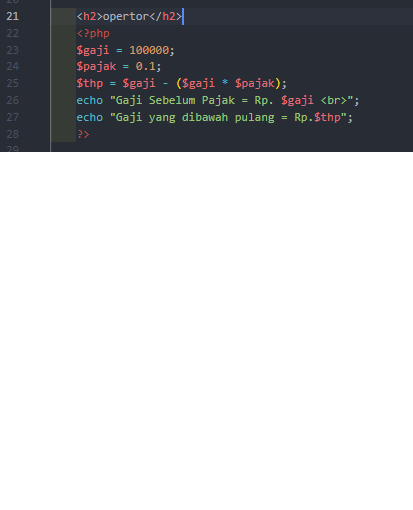 21 <h2>opertor</h2>
22 <?php
23 $gaji = 100000;
24 $pajak = 0.1;
25 $thp = $gaji - ($gaji * $pajak);
26 echo "Gaji Sebelum Pajak = Rp. $gaji <br>";
27 echo "Gaji yang dibawah pulang = Rp.$thp";
28 ?>
29